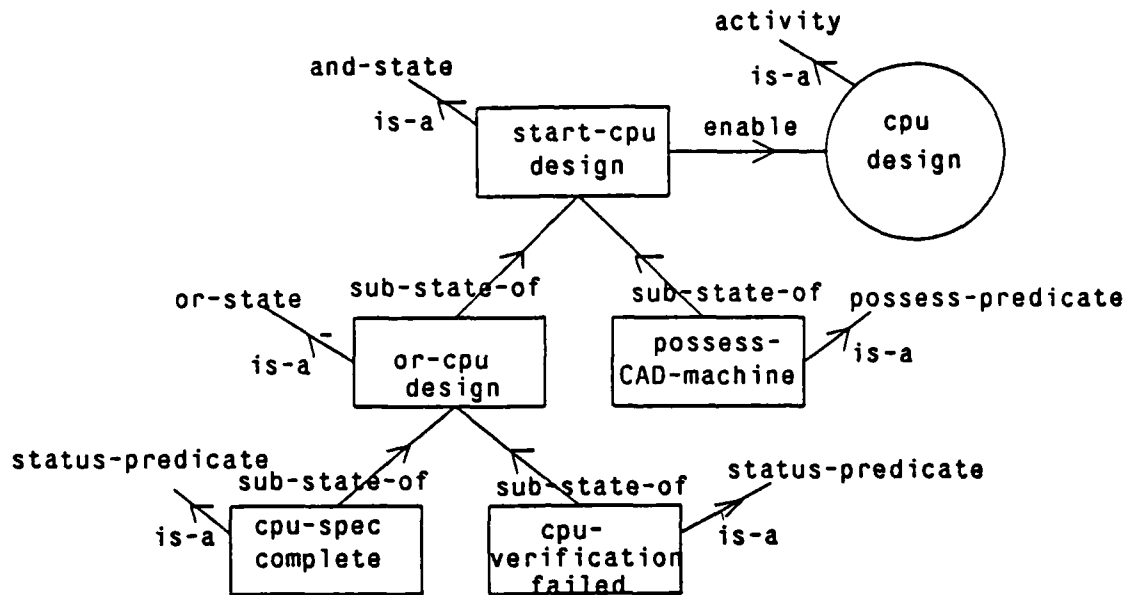 activity
and-state
is-a
is-a
start-cpu
design
enable
cpu
design
or-state
sub-state-of
sub-state-of
possess-predicate
is-a
is-a
or-cpu
design
possess-
CAD-machine
status-predicate
sub-state-of
sub-state-of
status-predicate
is-a
is-a
cpu-spec
complete
cpu-
verification
failed